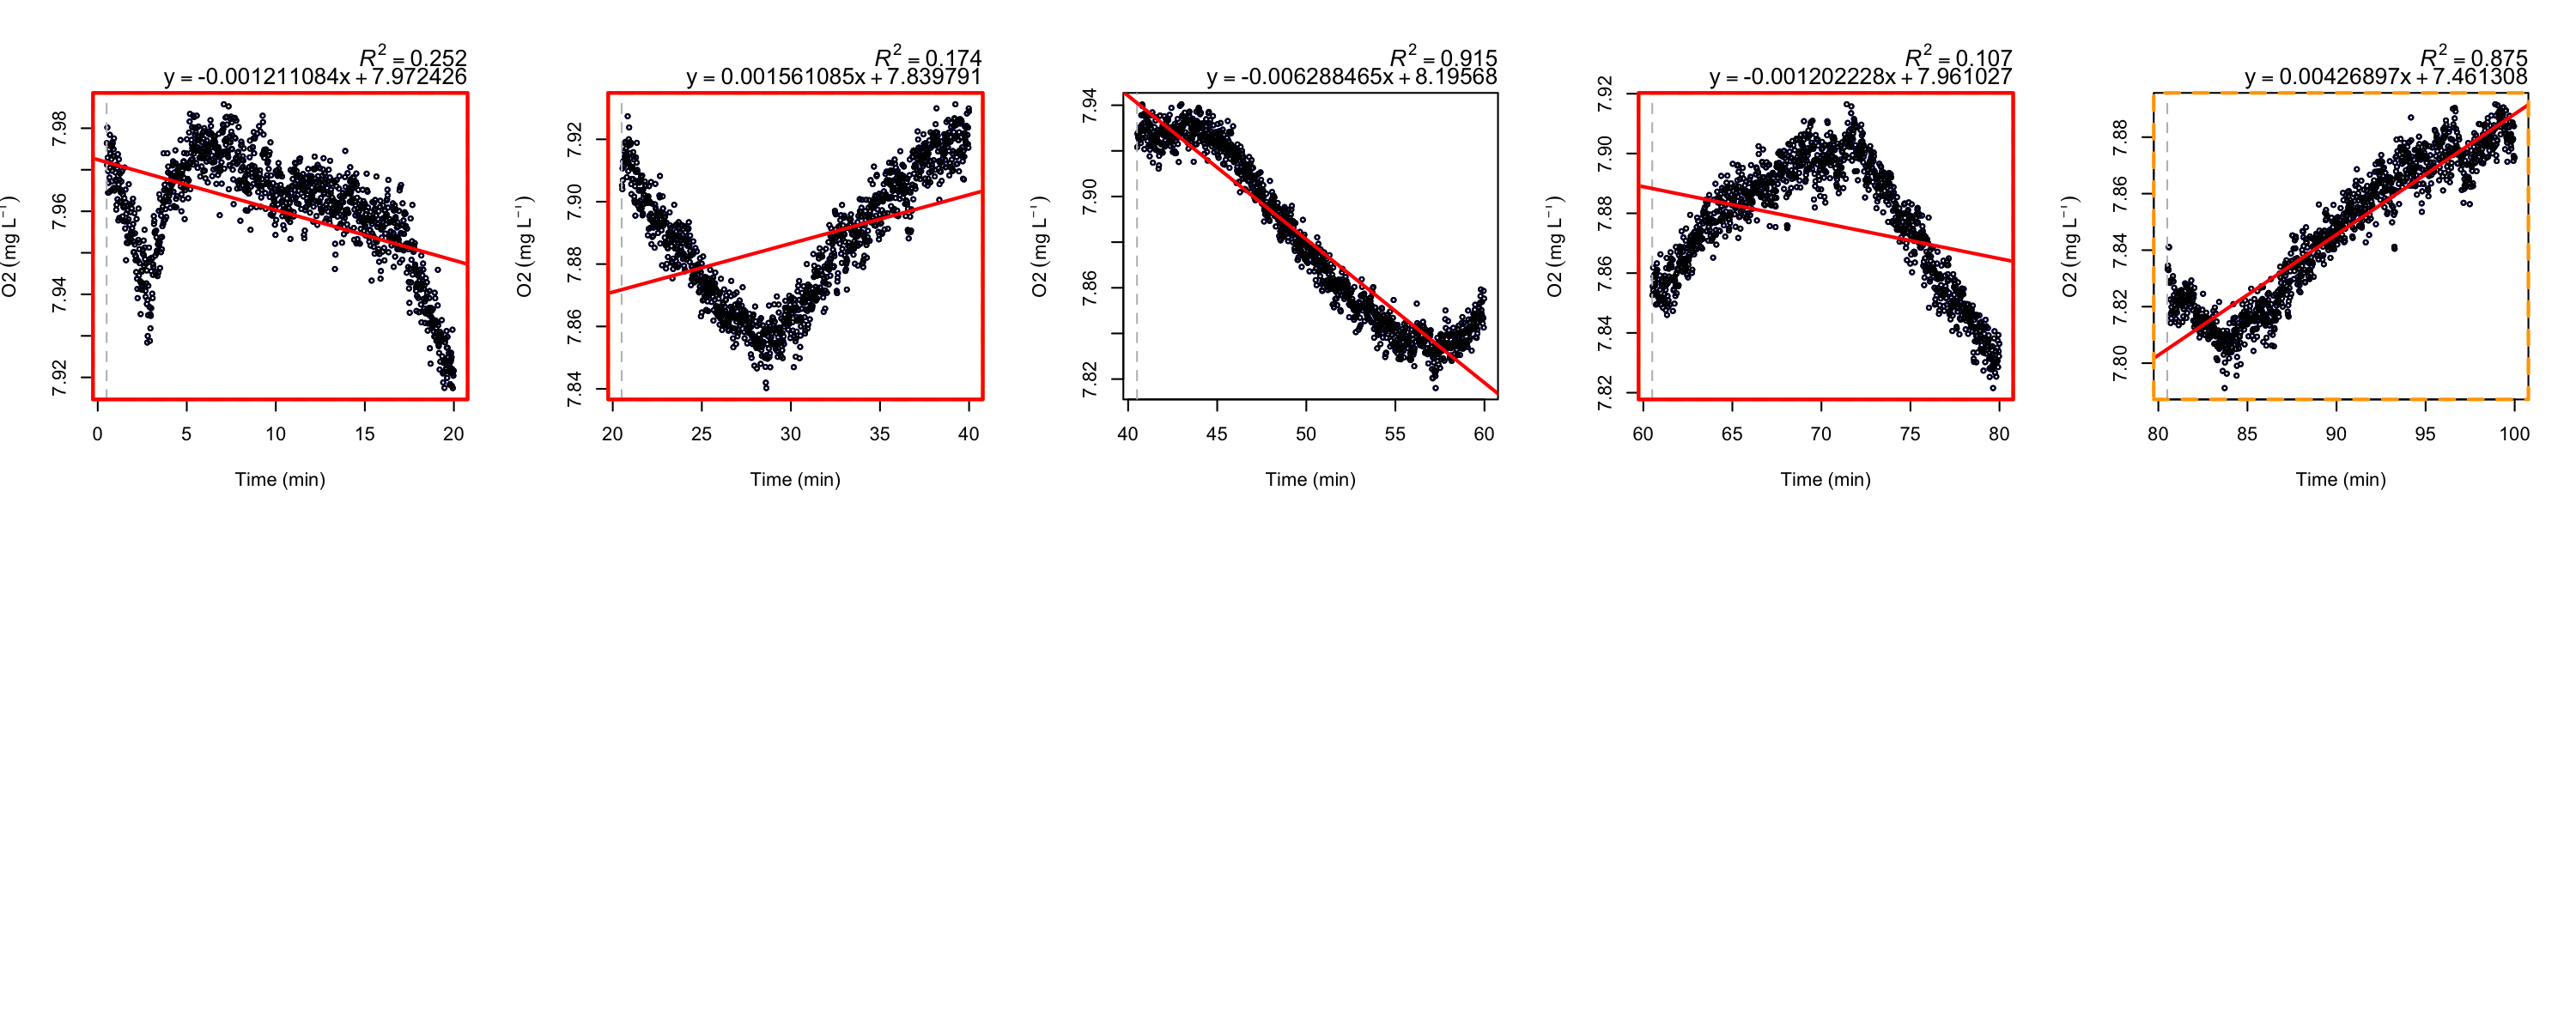 R² = 0.252
y = -0.001211084x + 7.972426
O2 (mg L⁻¹)
7.92 7.94 7.96 7.98
0 5 10 15 20
Time (min)
R² = 0.174
y = 0.001561085x + 7.839791
O2 (mg L⁻¹)
7.84 7.86 7.88 7.90 7.92
20 25 30 35 40
Time (min)
R² = 0.915
y = -0.006288465x + 8.19568
O2 (mg L⁻¹)
7.82 7.86 7.90 7.94
40 45 50 55 60
Time (min)
R² = 0.107
y = -0.001202228x + 7.961027
O2 (mg L⁻¹)
7.82 7.84 7.86 7.88 7.90 7.92
60 65 70 75 80
Time (min)
R² = 0.875
y = 0.00426897x + 7.461308
O2 (mg L⁻¹)
7.80 7.82 7.84 7.86 7.88
80 85 90 95 100
Time (min)